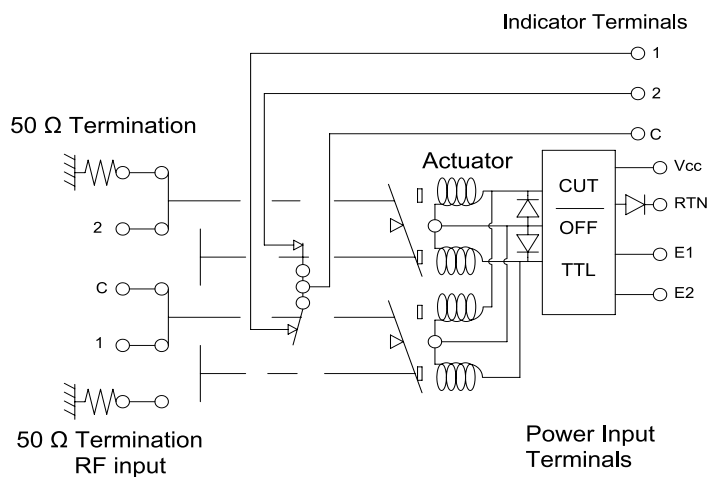 Indicator Terminals
1
2
C
50 Ω Termination
Actuator
Vcc
CUT
RTN
OFF
2
TTL
E1
C
E2
1
50 Ω Termination
RF input
Power Input
Terminals